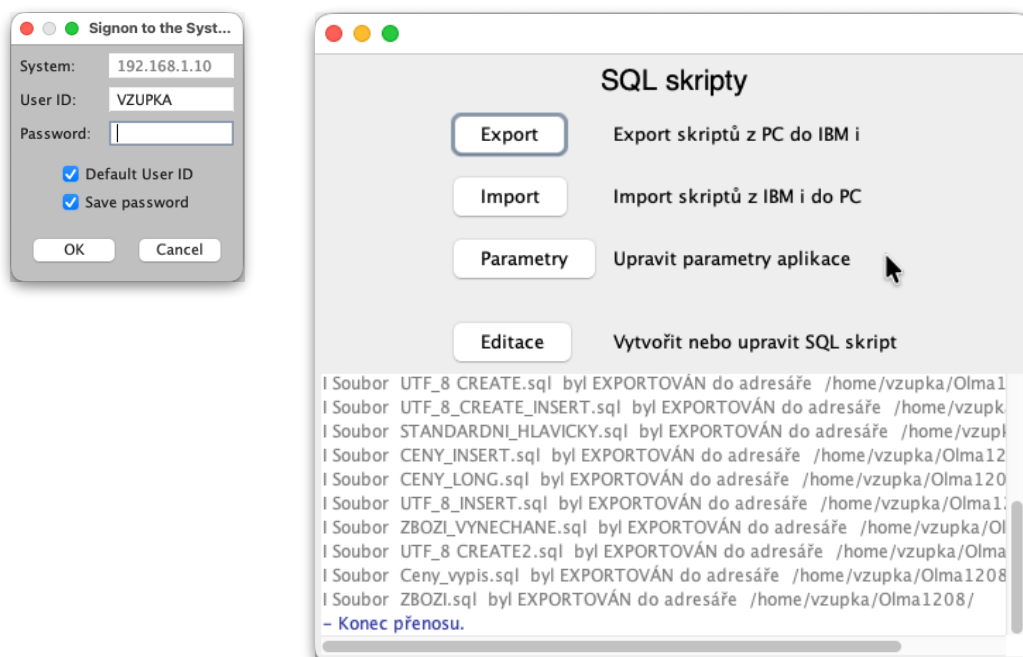 Signon to the Syst...
System: 192.168.1.10
User ID: VZUPKA
Password:
Default User ID
Save password
OK Cancel
SQL skripty
Export Export skriptů z PC do IBM i
Import Import skriptů z IBM i do PC
Parametry Upravit parametry aplikace
Editace Vytvořit nebo upravit SQL skript
I Soubor UTF_8 CREATE.sql byl EXPORTOVÁN do adresáře /home/vzupka/Olma1
I Soubor UTF_8_CREATE_INSERT.sql byl EXPORTOVÁN do adresáře /home/vzupk
I Soubor STANDARDNI_HLAVICKY.sql byl EXPORTOVÁN do adresáře /home/vzupk
I Soubor CENY_INSERT.sql byl EXPORTOVÁN do adresáře /home/vzupka/Olma12
I Soubor CENY_LONG.sql byl EXPORTOVÁN do adresáře /home/vzupka/Olma120
I Soubor UTF_8_INSERT.sql byl EXPORTOVÁN do adresáře /home/vzupka/Olma1
I Soubor ZBOZI_VYNECHANE.sql byl EXPORTOVÁN do adresáře /home/vzupka/Ol
I Soubor UTF_8 CREATE2.sql byl EXPORTOVÁN do adresáře /home/vzupka/Olma
I Soubor Ceny_vypis.sql byl EXPORTOVÁN do adresáře /home/vzupka/Olma1208
I Soubor ZBOZI.sql byl EXPORTOVÁN do adresáře /home/vzupka/Olma1208/
– Konec přenosu.